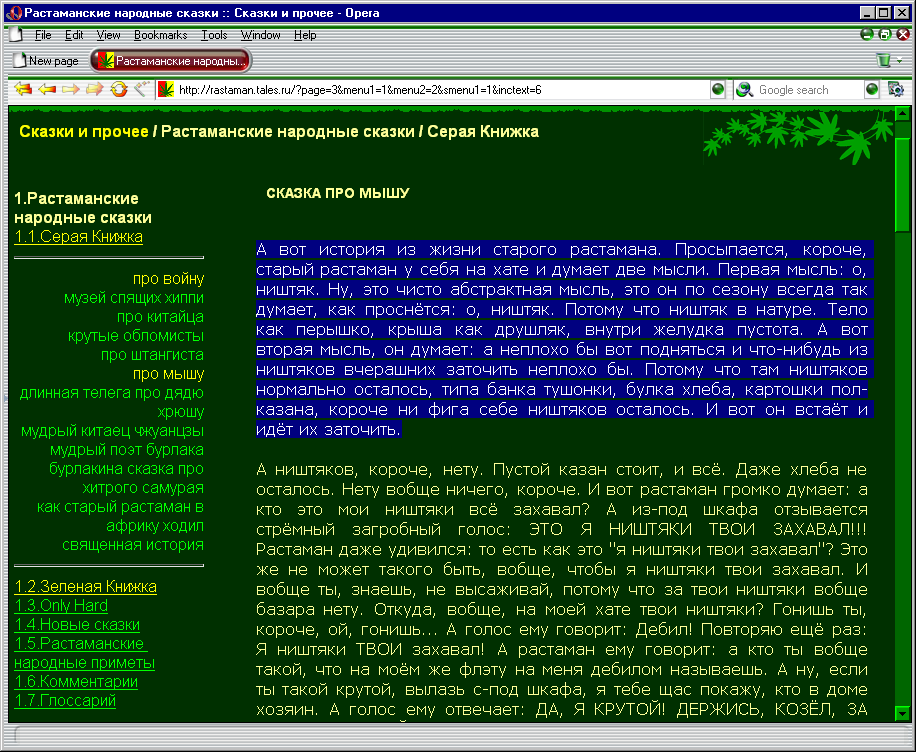 Растаманские народные сказки :: Сказки и прочее - Opera
File Edit View Bookmarks Tools Window Help
New page Растаманские народны...
http://rastaman.tales.ru/?page=3&menu1=1&menu2=2&smenu1=1&inctext=6 Google search
Сказки и прочее / Растаманские народные сказки / Серая Книжка
1.Растаманские
народные сказки
1.1.Серая Книжка
про войну
музей спящих хиппи
про китайца
крутые обломисты
про штангиста
про мышу
длинная телега про дядю
хрюшу
мудрый китаец чжуанцзы
мудрый поэт бурлака
бурлакина сказка про
хитрого самурая
как старый растаман в
африку ходил
священная история
1.2.Зеленая Книжка
1.3.Only Hard
1.4.Новые сказки
1.5.Растаманские
народные приметы
1.6.Комментарии
1.7.Глоссарий
СКАЗКА ПРО МЫШУ
А вот история из жизни старого растамана. Просыпается, короче,
старый растаман у себя на хате и думает две мысли. Первая мысль: о,
ништяк. Ну, это чисто абстрактная мысль, это он по сезону всегда так
думает, как проснётся: о, ништяк. Потому что ништяк в натуре. Тело
как перышко, крыша как друшляк, внутри желудка пустота. А вот
вторая мысль, он думает: а неплохо бы вот подняться и что-нибудь из
ништяков вчерашних заточить неплохо бы. Потому что там ништяков
нормально осталось, типа банка тушонки, булка хлеба, картошки пол-
казана, короче ни фига себе ништяков осталось. И вот он встаёт и
идёт их заточить.
А ништяков, короче, нету. Пустой казан стоит, и всё. Даже хлеба не
осталось. Нету вобще ничего, короче. И вот растаман громко думает: а
кто это мои ништяки всё захавал? А из-под шкафа отзывается
стрёмный загробный голос: ЭТО Я НИШТЯКИ ТВОИ ЗАХАВАЛ!!!
Растаман даже удивился: то есть как это "я ништяки твои захавал"? Это
же не может такого быть, вобще, чтобы я ништяки твои захавал. И
вобще ты, знаешь, не высаживай, потому что за твои ништяки вобще
базара нету. Откуда, вобще, на моей хате твои ништяки? Гонишь ты,
короче, ой, гонишь... А голос ему говорит: Дебил! Повторяю ещё раз:
Я ништяки ТВОИ захавал! А растаман ему говорит: а кто ты вобще
такой, что на моём же флэту на меня дебилом называешь. А ну, если
ты такой крутой, вылазь с-под шкафа, я тебе щас покажу, кто в доме
хозяин. А голос ему отвечает: ДА, Я КРУТОЙ! ДЕРЖИСЬ, КОЗЁЛ, ЗА